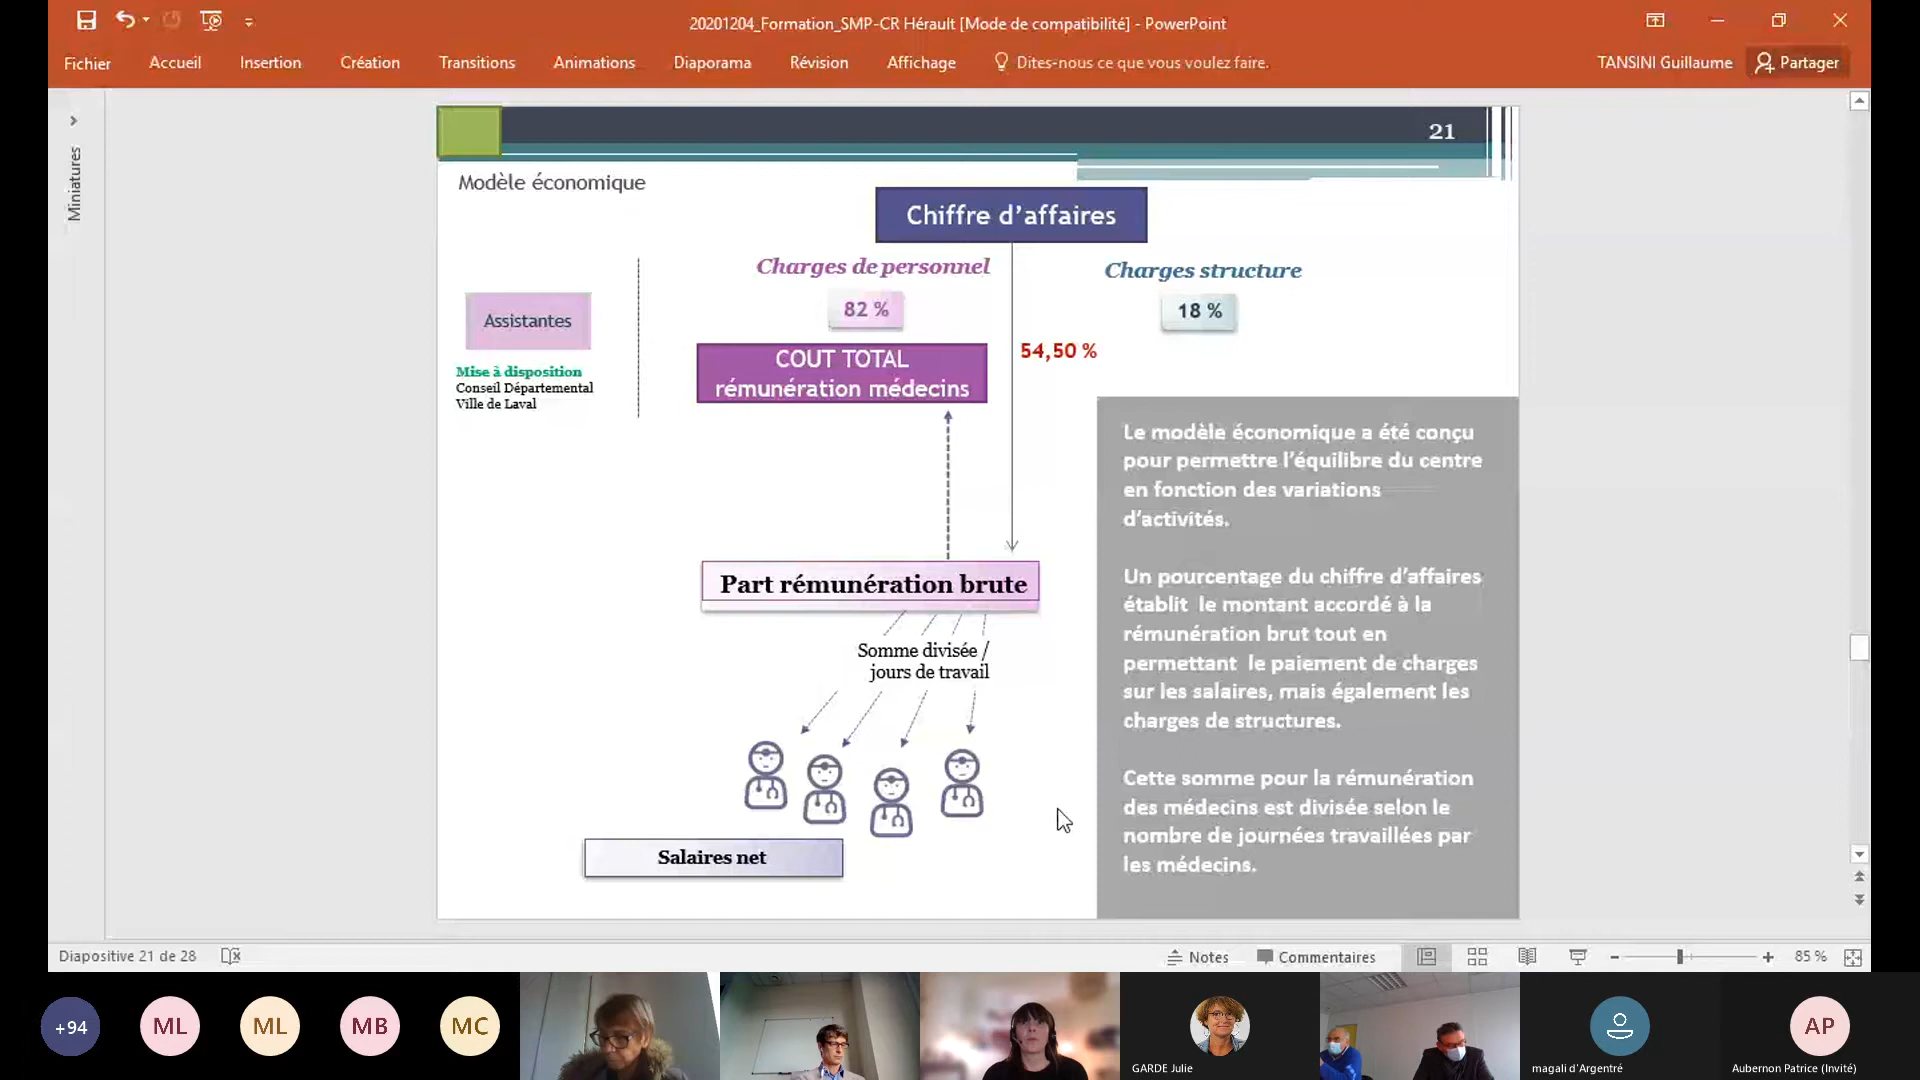 20201204_Formation_SMP-CR Hérault [Mode de compatibilité] - PowerPoint
Fichier
Accueil
Insertion
Création
Transitions
Animations
Diaporama
Révision
Affichage
Dites-nous ce que vous voulez faire.
TANSINI Guillaume
Partager
Miniatures
21
Modèle économique
Chiffre d’affaires
Charges de personnel
Charges structure
82 %
18 %
Assistantes
54,50 %
COUT TOTAL
rémunération médecins
Mise à disposition
Conseil Départemental
Ville de Laval
Le modèle économique a été conçu
pour permettre l’équilibre du centre
en fonction des variations
d’activités.
Un pourcentage du chiffre d’affaires
établit le montant accordé à la
rémunération brut tout en
permettant le paiement de charges
sur les salaires, mais également les
charges de structures.
Cette somme pour la rémunération
des médecins est divisée selon le
nombre de journées travaillées par
les médecins.
Part rémunération brute
Somme divisée /
jours de travail
Salaires net
Diapositive 21 de 28
Notes
Commentaires
85 %
+94
ML
ML
MB
MC
GARDE Julie
magali d'Argentré
AP
Aubernon Patrice (Invité)